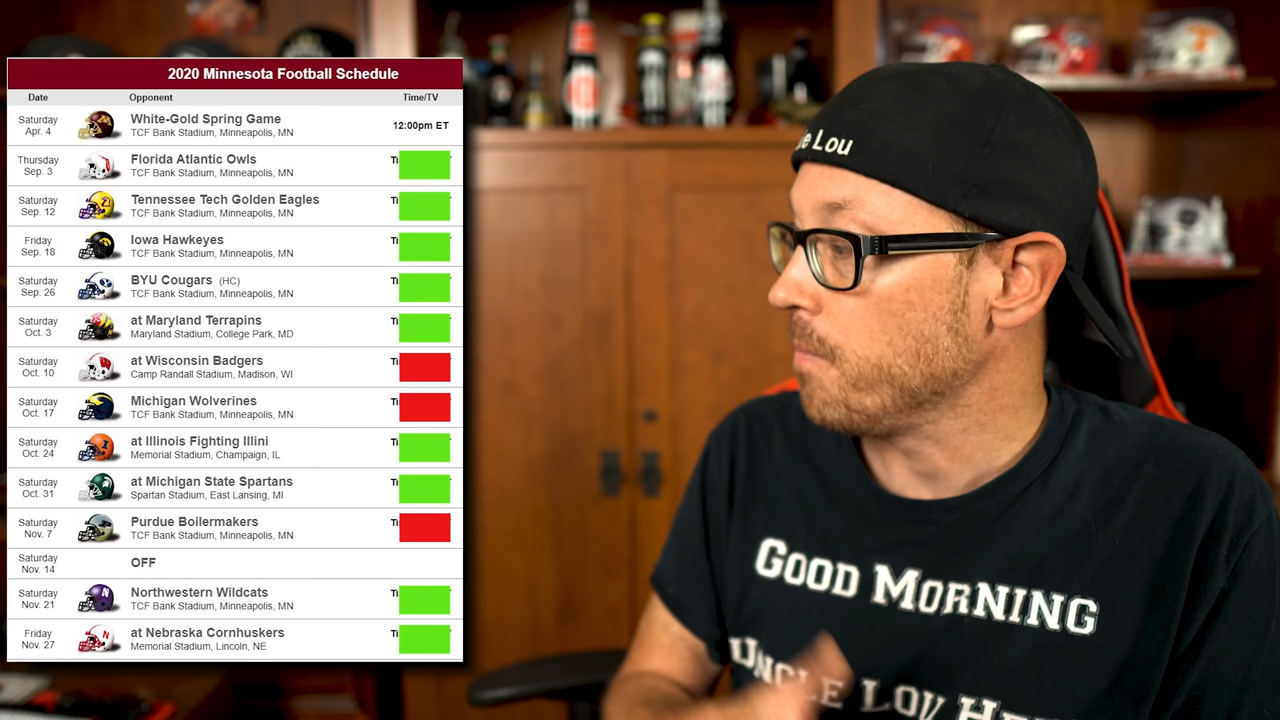 2020 Minnesota Football Schedule
Date Opponent Time/TV
Saturday
Apr. 4
White-Gold Spring Game
TCF Bank Stadium, Minneapolis, MN
12:00pm ET
Thursday
Sep. 3
Florida Atlantic Owls
TCF Bank Stadium, Minneapolis, MN
Saturday
Sep. 12
Tennessee Tech Golden Eagles
TCF Bank Stadium, Minneapolis, MN
Friday
Sep. 18
Iowa Hawkeyes
TCF Bank Stadium, Minneapolis, MN
Saturday
Sep. 26
BYU Cougars (HC)
TCF Bank Stadium, Minneapolis, MN
Saturday
Oct. 3
at Maryland Terrapins
Maryland Stadium, College Park, MD
Saturday
Oct. 10
at Wisconsin Badgers
Camp Randall Stadium, Madison, WI
Saturday
Oct. 17
Michigan Wolverines
TCF Bank Stadium, Minneapolis, MN
Saturday
Oct. 24
at Illinois Fighting Illini
Memorial Stadium, Champaign, IL
Saturday
Oct. 31
at Michigan State Spartans
Spartan Stadium, East Lansing, MI
Saturday
Nov. 7
Purdue Boilermakers
TCF Bank Stadium, Minneapolis, MN
Saturday
Nov. 14
OFF
Saturday
Nov. 21
Northwestern Wildcats
TCF Bank Stadium, Minneapolis, MN
Friday
Nov. 27
at Nebraska Cornhuskers
Memorial Stadium, Lincoln, NE
Lou
GOOD MORNING
UNCLE LOU